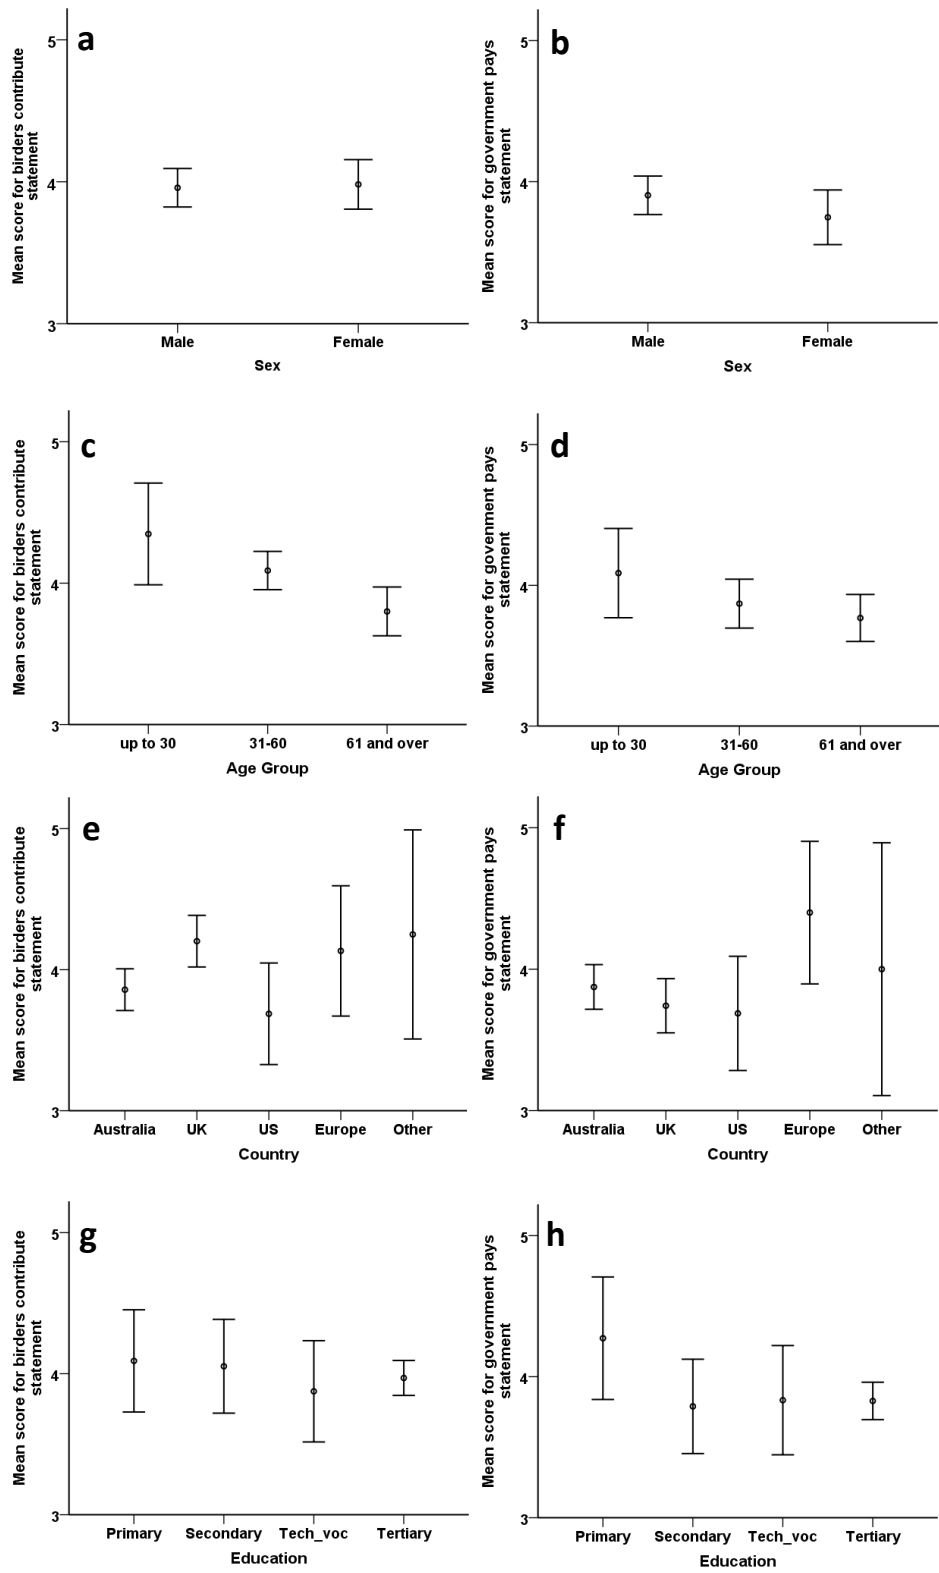 a
Mean score for birders contribute
statement
5
4
3
Male Female
Sex
b
Mean score for government pays
statement
5
4
3
Male Female
Sex
c
Mean score for birders contribute
statement
5
4
3
up to 30 31-60 61 and over
Age Group
d
Mean score for govenment pays
statement
5
4
3
up to 30 31-60 61 and over
Age Group
e
Mean score for birders contribute
statement
5
4
3
Australia UK US Europe Other
Country
f
Mean score for government pays
statement
5
4
3
Australia UK US Europe Other
Country
g
Mean score for birders contribute
statement
5
4
3
Primary Secondary Tech_voc Tertiary
Education
h
Mean score for government pays
statement
5
4
3
Primary Secondary Tech_voc Tertiary
Education